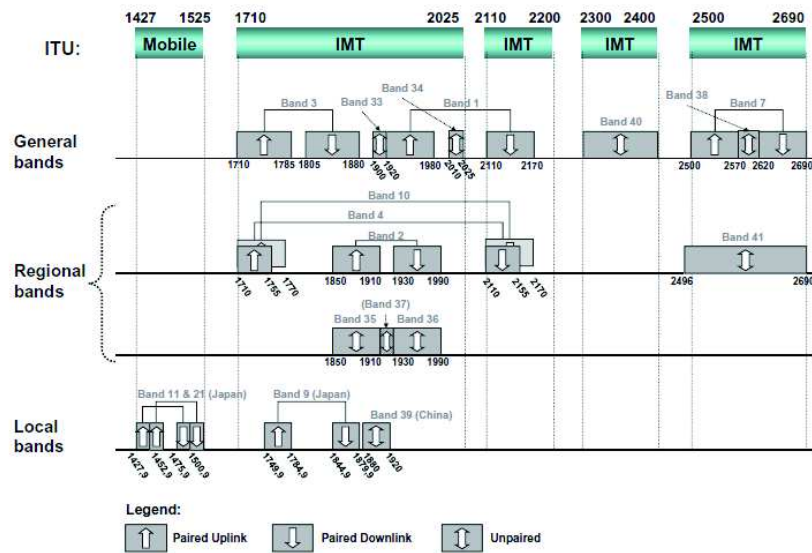 1427 1525 1710 2025 2110 2200 2300 2400 2500 2690
ITU: Mobile IMT IMT IMT IMT
Band 34
Band 33 Band 38
Band 3 Band 1 Band 40 Band 7
General
bands
1710 1785 1805 1880 1900 1920 1980 2010 2025 2110 2170 2500 2570 2620 2690
Band 10
Band 4
Band 2 Band 41
Regional
bands
1710 1755 1770 1850 1910 1930 1990 2110 2155 2170 2496 2690
(Band 37)
Band 35 Band 36
1850 1910 1930 1990
Band 11 & 21 (Japan) Band 9 (Japan)
Band 39 (China)
Local
bands
1427,9 1452,9 1475,9 1500,9 1749,9 1784,9 1844,9 1879,9 1880 1920
Legend:
Paired Uplink Paired Downlink Unpaired